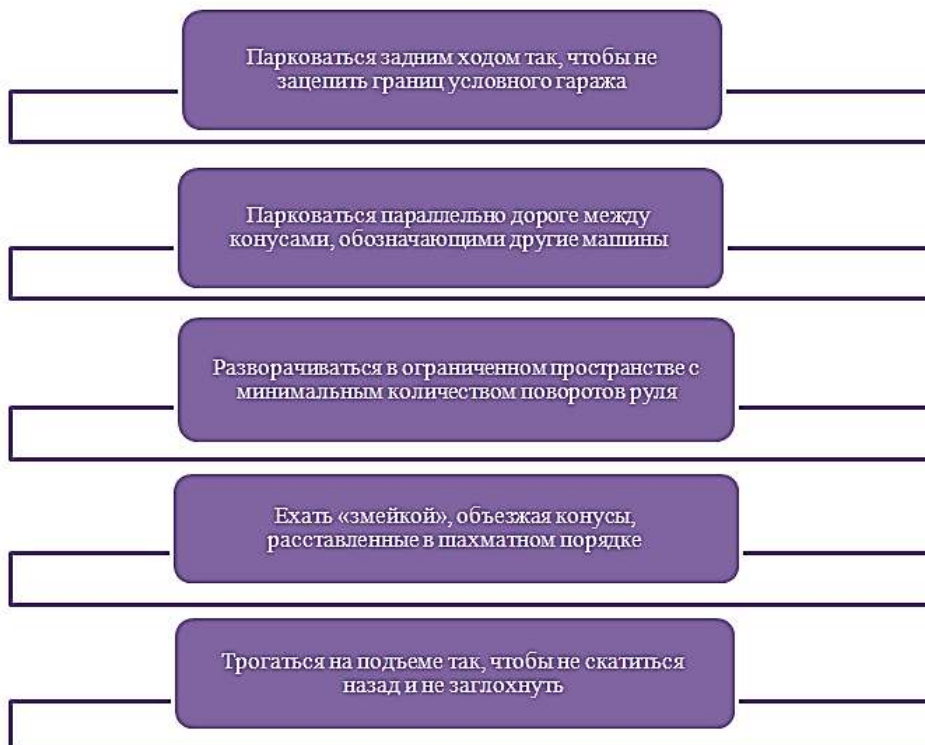 Парковаться задним ходом так, чтобы не
зацепить границ условного гаража
Парковаться параллельно дороге между
конусами, обозначающими другие машины
Разворачиваться в ограниченном пространстве с
минимальным количеством поворотов руля
Ехать «змейкой», объезжая конусы,
расставленные в шахматном порядке
Трогаться на подъеме так, чтобы не скатиться
назад и не заглохнуть